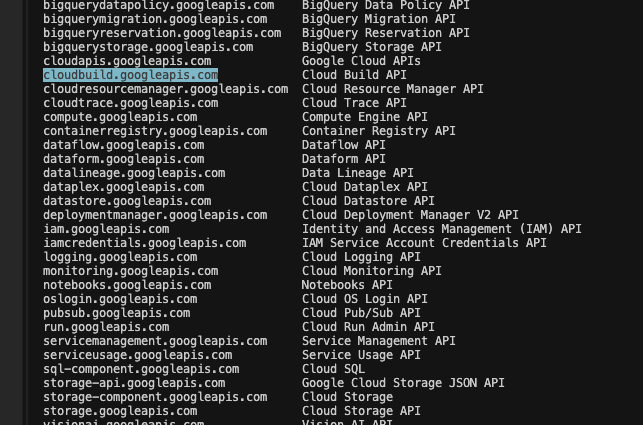 bigquerydatapolicy.googleapis.com BigQuery Data Policy API
bigquerymigration.googleapis.com BigQuery Migration API
bigqueryreservation.googleapis.com BigQuery Reservation API
bigquerystorage.googleapis.com BigQuery Storage API
cloudapis.googleapis.com Google Cloud APIs
cloudbuild.googleapis.com Cloud Build API
cloudresourcemanager.googleapis.com Cloud Resource Manager API
cloudtrace.googleapis.com Cloud Trace API
compute.googleapis.com Compute Engine API
containerregistry.googleapis.com Container Registry API
dataflow.googleapis.com Dataflow API
dataform.googleapis.com Dataform API
datalineage.googleapis.com Data Lineage API
dataplex.googleapis.com Cloud Dataplex API
datastore.googleapis.com Cloud Datastore API
deploymentmanager.googleapis.com Cloud Deployment Manager V2 API
iam.googleapis.com Identity and Access Management (IAM) API
iamcredentials.googleapis.com IAM Service Account Credentials API
logging.googleapis.com Cloud Logging API
monitoring.googleapis.com Cloud Monitoring API
notebooks.googleapis.com Notebooks API
oslogin.googleapis.com Cloud OS Login API
pubsub.googleapis.com Cloud Pub/Sub API
run.googleapis.com Cloud Run Admin API
servicemanagement.googleapis.com Service Management API
serviceusage.googleapis.com Service Usage API
sql-component.googleapis.com Cloud SQL
storage-api.googleapis.com Google Cloud Storage JSON API
storage-component.googleapis.com Cloud Storage
storage.googleapis.com Cloud Storage API
visionai.googleapis.com Vision AI API